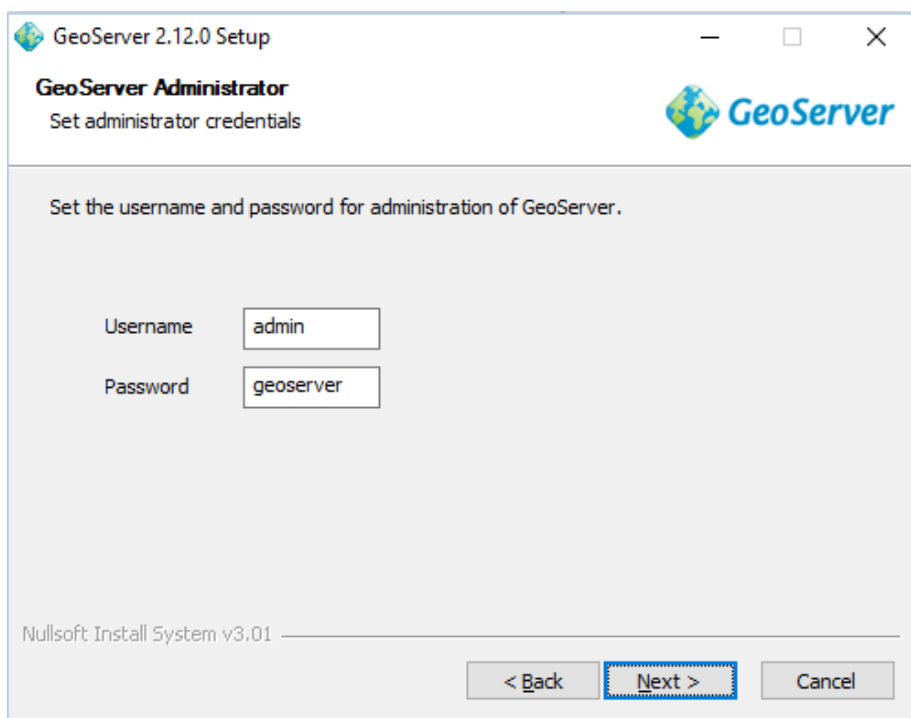 GeoServer 2.12.0 Setup
GeoServer Administrator
Set administrator credentials
GeoServer
Set the username and password for administration of GeoServer.
Username admin
Password geoserver
Nullsoft Install System v3.01
< Back Next > Cancel